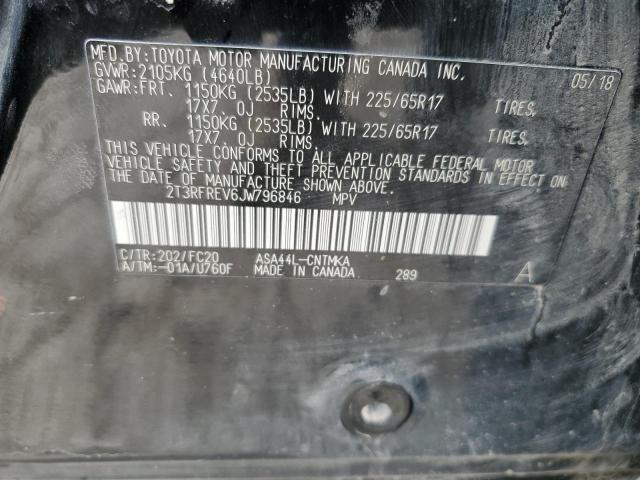 MFD.BY:TOYOTA MOTOR MANUFACTURING CANADA INC.
GVWR:2105KG (4640LB) 05/18
GAWR:FRT. 1150KG (2535LB) WITH 225/65R17 TIRES,
17X7.0J RIMS.
RR. 1150KG (2535LB) WITH 225/65R17 TIRES,
17X7.0J RIMS.
THIS VEHICLE CONFORMS TO ALL APPLICABLE FEDERAL MOTOR
VEHICLE SAFETY AND THEFT PREVENTION STANDARDS IN EFFECT ON
THE DATE OF MANUFACTURE SHOWN ABOVE.
2T3RFREV6JW796846 MPV
C/TR:202/FC20 ASA44L-CNTMKA
A/TM:-01A/U760F MADE IN CANADA 289 A